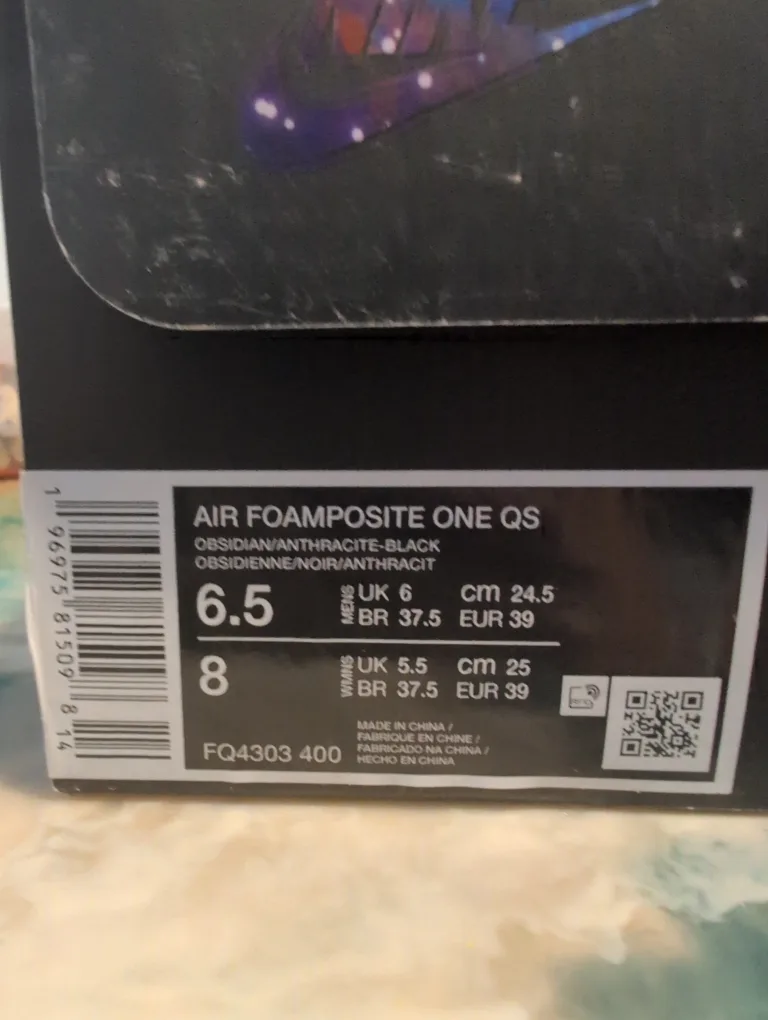 AIR FOAMPOSITE ONE QS
OBSIDIAN/ANTHRACITE-BLACK
OBSIDIENNE/NOIR/ANTHRACIT
6.5 MENS UK 6 cm 24.5
BR 37.5 EUR 39
8 WMNS UK 5.5 cm 25
BR 37.5 EUR 39
FQ4303 400
MADE IN CHINA /
FABRIQUE EN CHINE /
FABRICADO NA CHINA /
HECHO EN CHINA
1 96975 81509 8 14